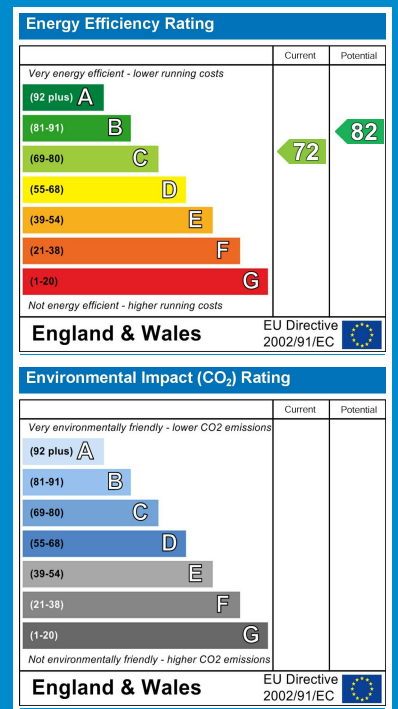 Energy Efficiency Rating
Current Potential
Very energy efficient - lower running costs
(92 plus) A
(81-91) B
82
(69-80) C
72
(55-68) D
(39-54) E
(21-38) F
(1-20) G
Not energy efficient - higher running costs
England & Wales
EU Directive
2002/91/EC
Environmental Impact (CO₂) Rating
Current Potential
Very environmentally friendly - lower CO2 emissions
(92 plus) A
(81-91) B
(69-80) C
(55-68) D
(39-54) E
(21-38) F
(1-20) G
Not environmentally friendly - higher CO2 emissions
England & Wales
EU Directive
2002/91/EC